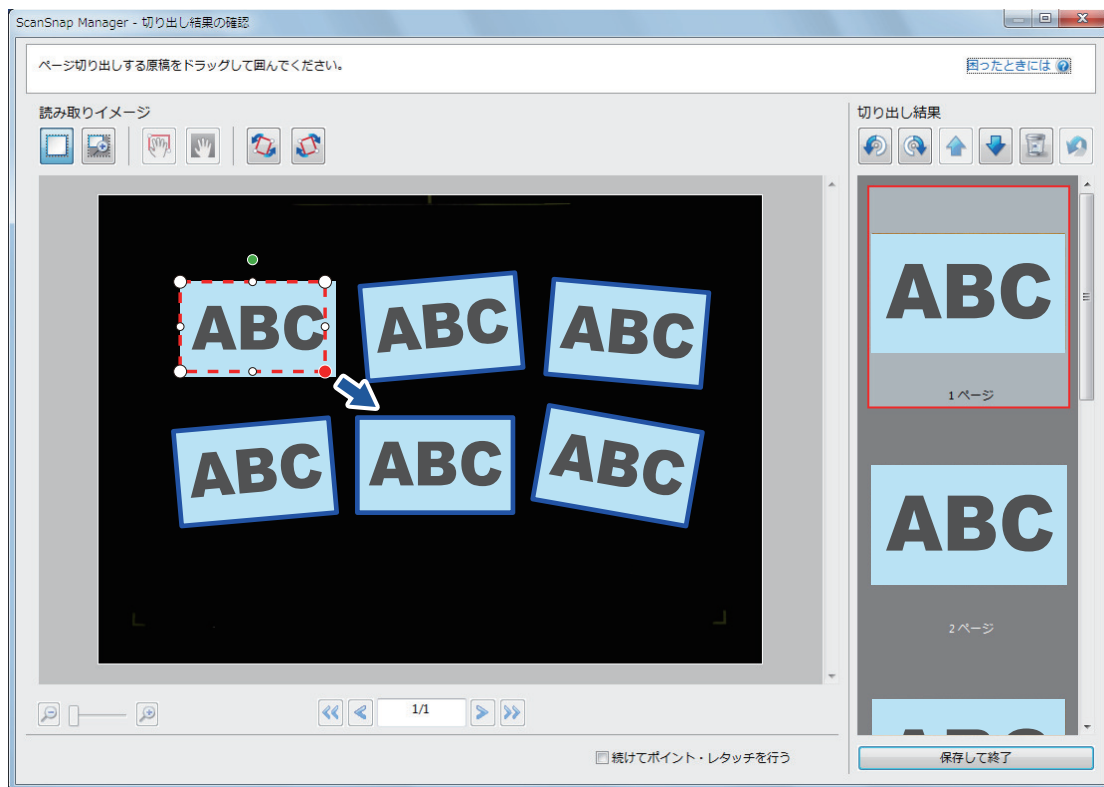 ScanSnap Manager - 切り出し結果の確認
ページ切り出しする原稿をドラッグして囲んでください。
困ったときには
読み取りイメージ
切り出し結果
ABC
ABC
ABC
ABC
ABC
ABC
ABC
1 ページ
ABC
2 ページ
1/1
続けてポイント・レタッチを行う
保存して終了